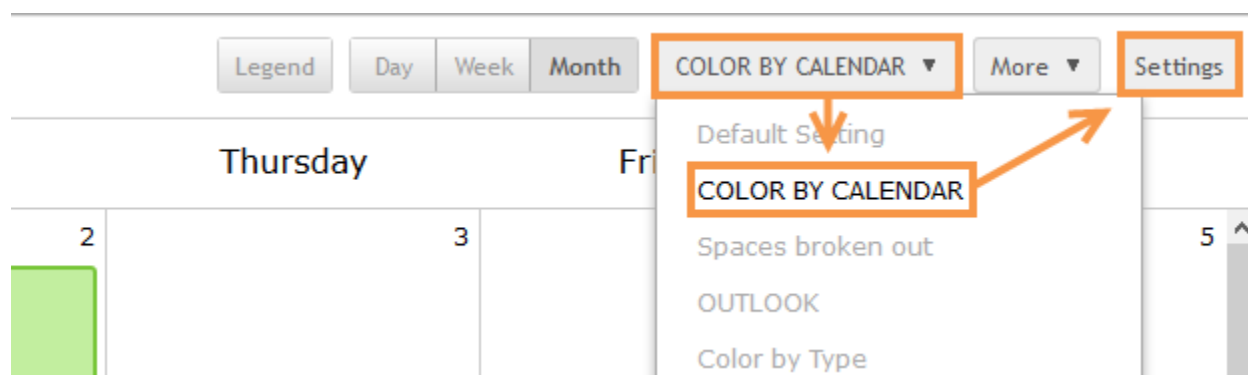 Legend Day Week Month COLOR BY CALENDAR ▼ More ▼ Settings
Default Setting
Thursday Fri
COLOR BY CALENDAR
2 3 5
Spaces broken out
OUTLOOK
Color by Type